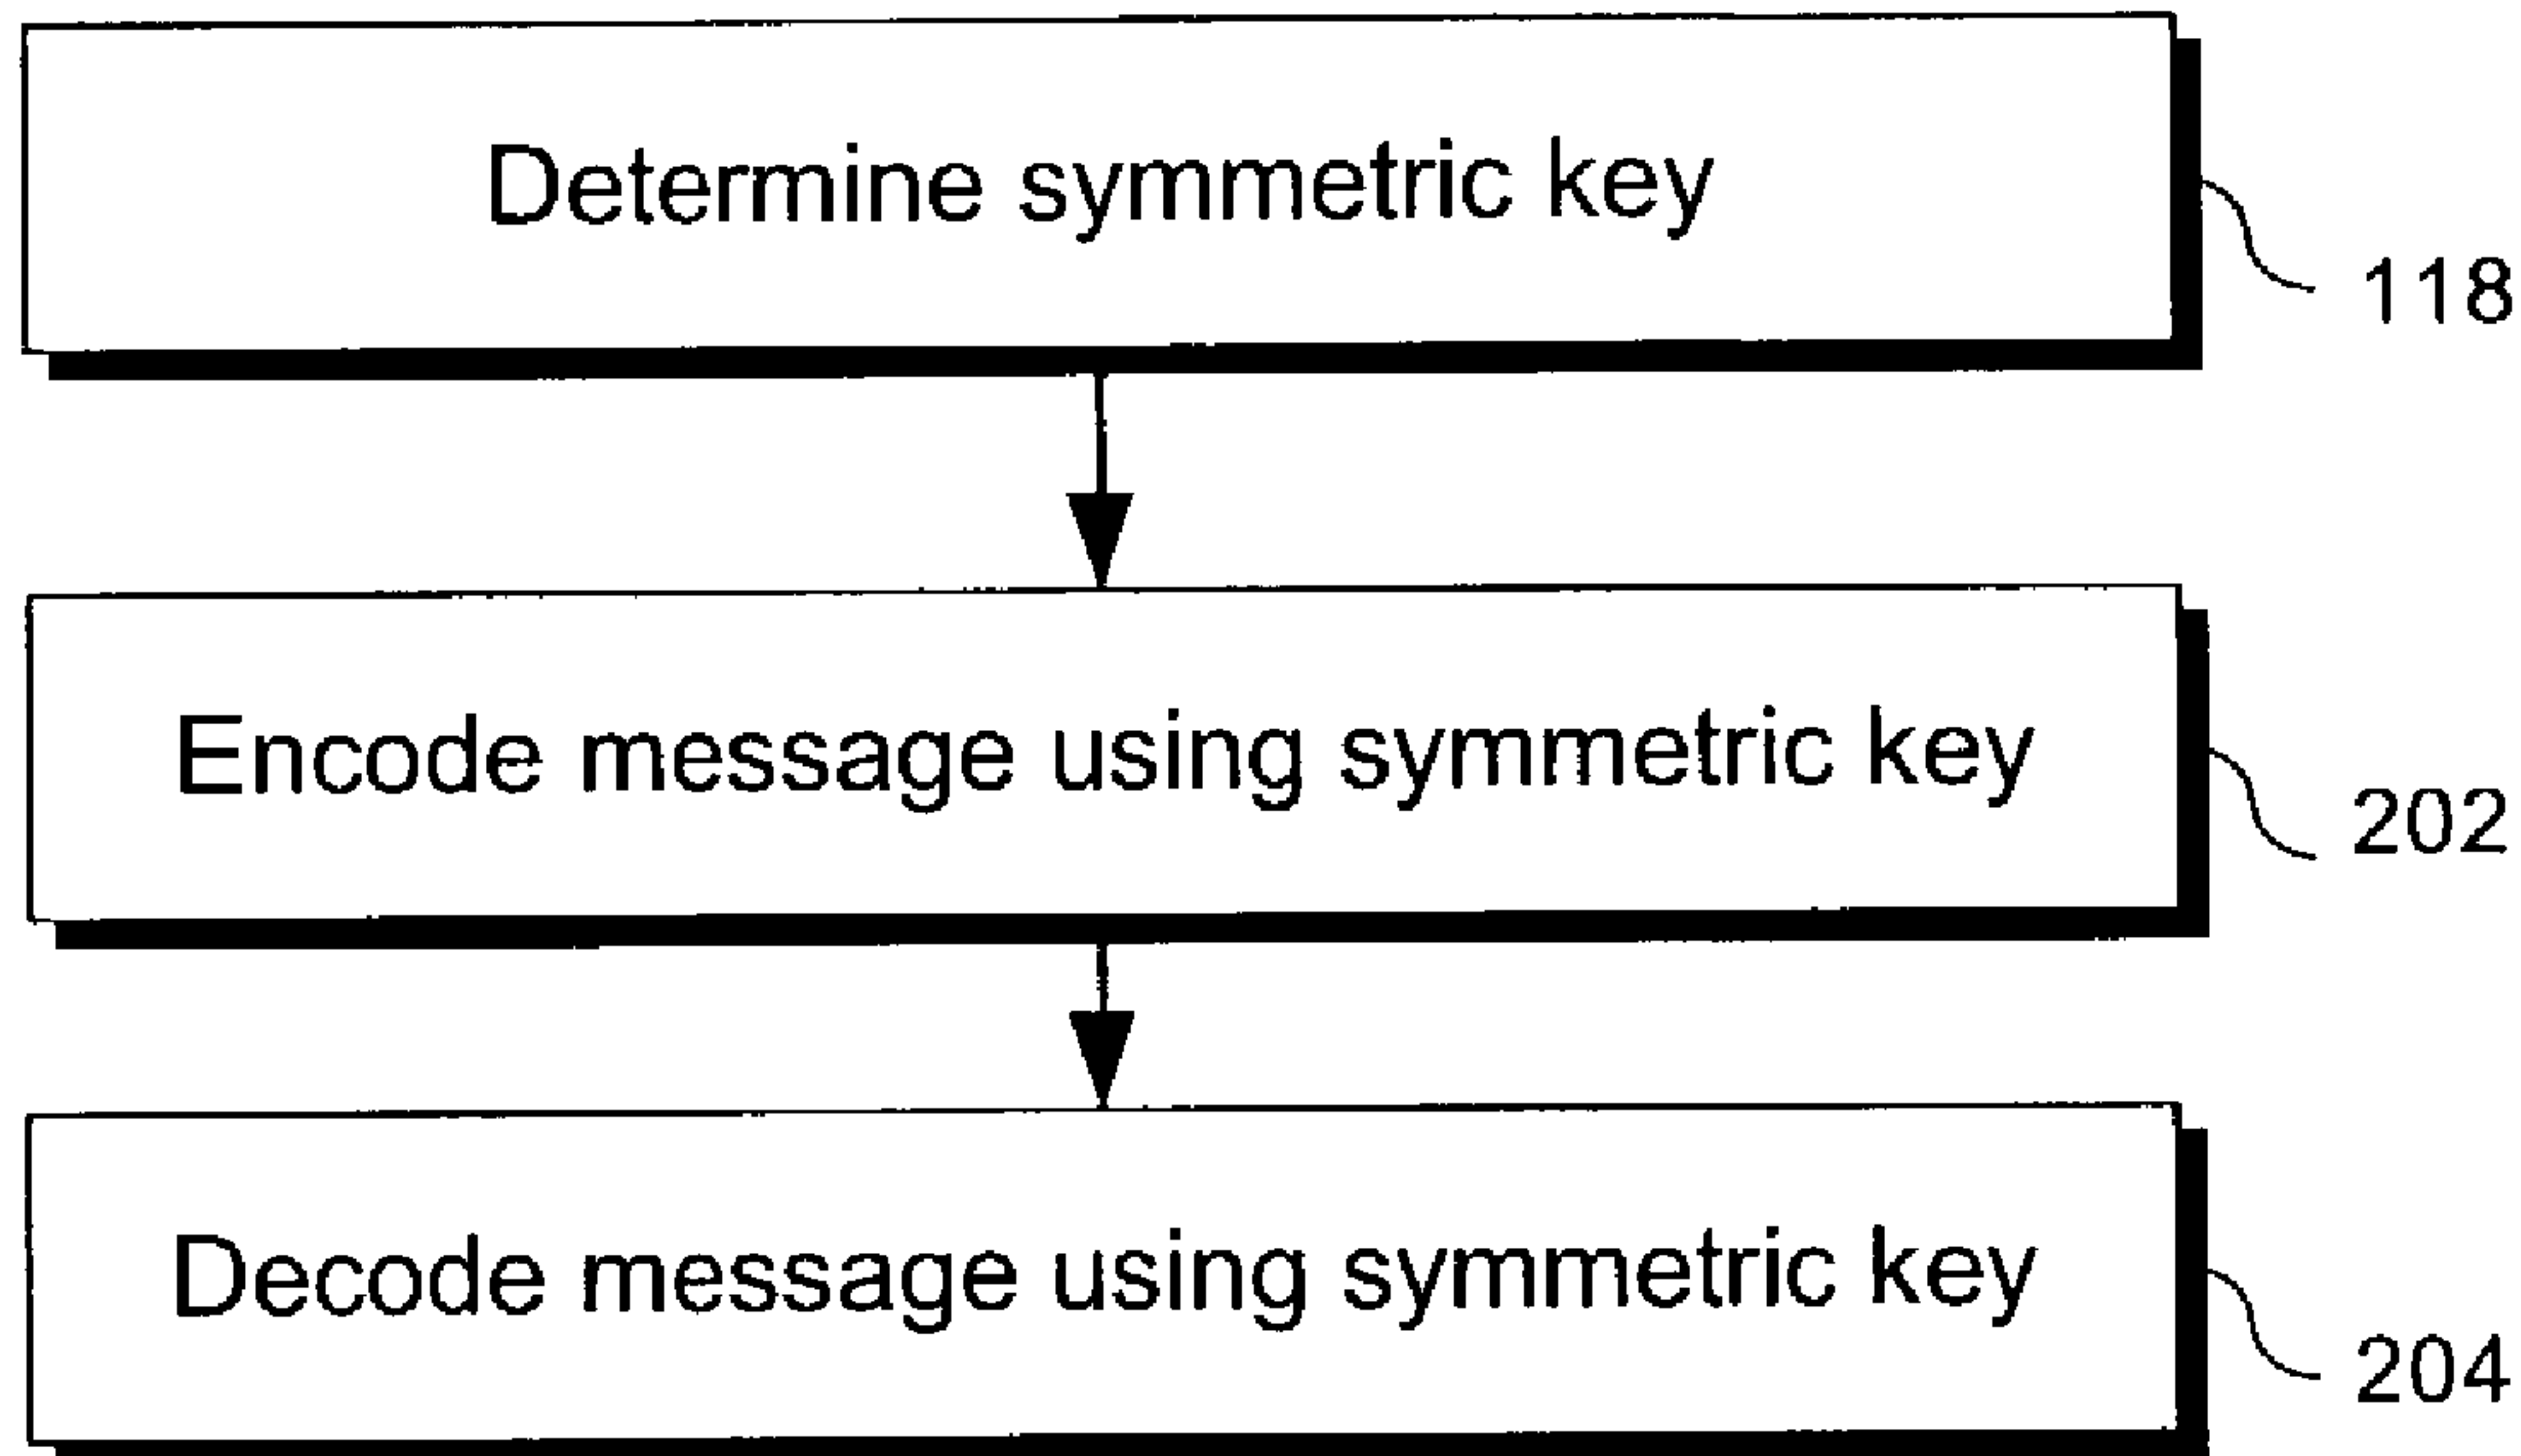 Determine symmetric key
118
Encode message using symmetric key
202
Decode message using symmetric key
204